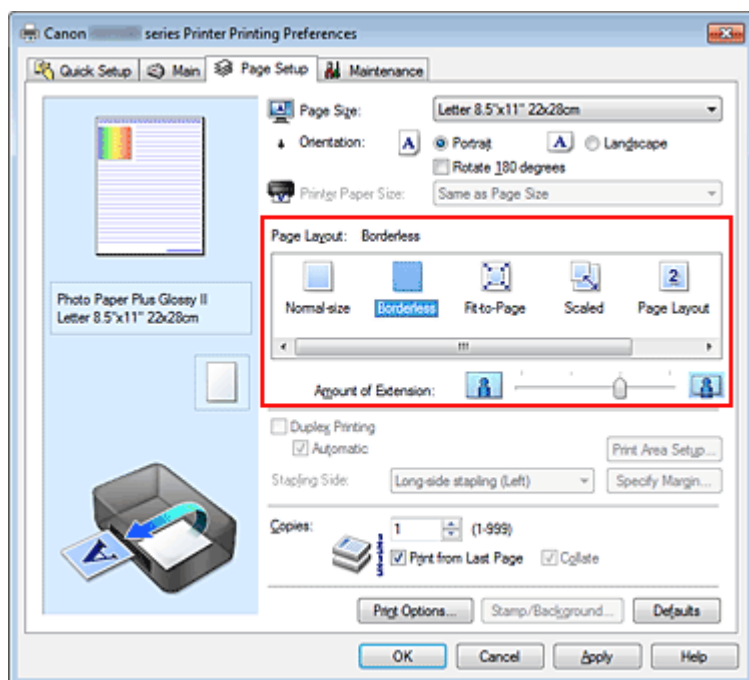 Canon series Printer Printing Preferences
Quick Setup Main Page Setup Maintenance
Page Size: Letter 8.5"x11" 22x28cm
Orientation: A Portrait A Landscape
Rotate 180 degrees
Printer Paper Size: Same as Page Size
Page Layout: Borderless
Normal-size Borderless Fit-to-Page Scaled 2 Page Layout
Photo Paper Plus Glossy II
Letter 8.5"x11" 22x28cm
Amount of Extension:
Duplex Printing
Automatic Print Area Setup...
Stapling Side: Long-side stapling (Left) Specify Margin...
Copies: 1 (1-999)
Print from Last Page Collate
A
Print Options... Stamp/Background... Defaults
OK Cancel Apply Help